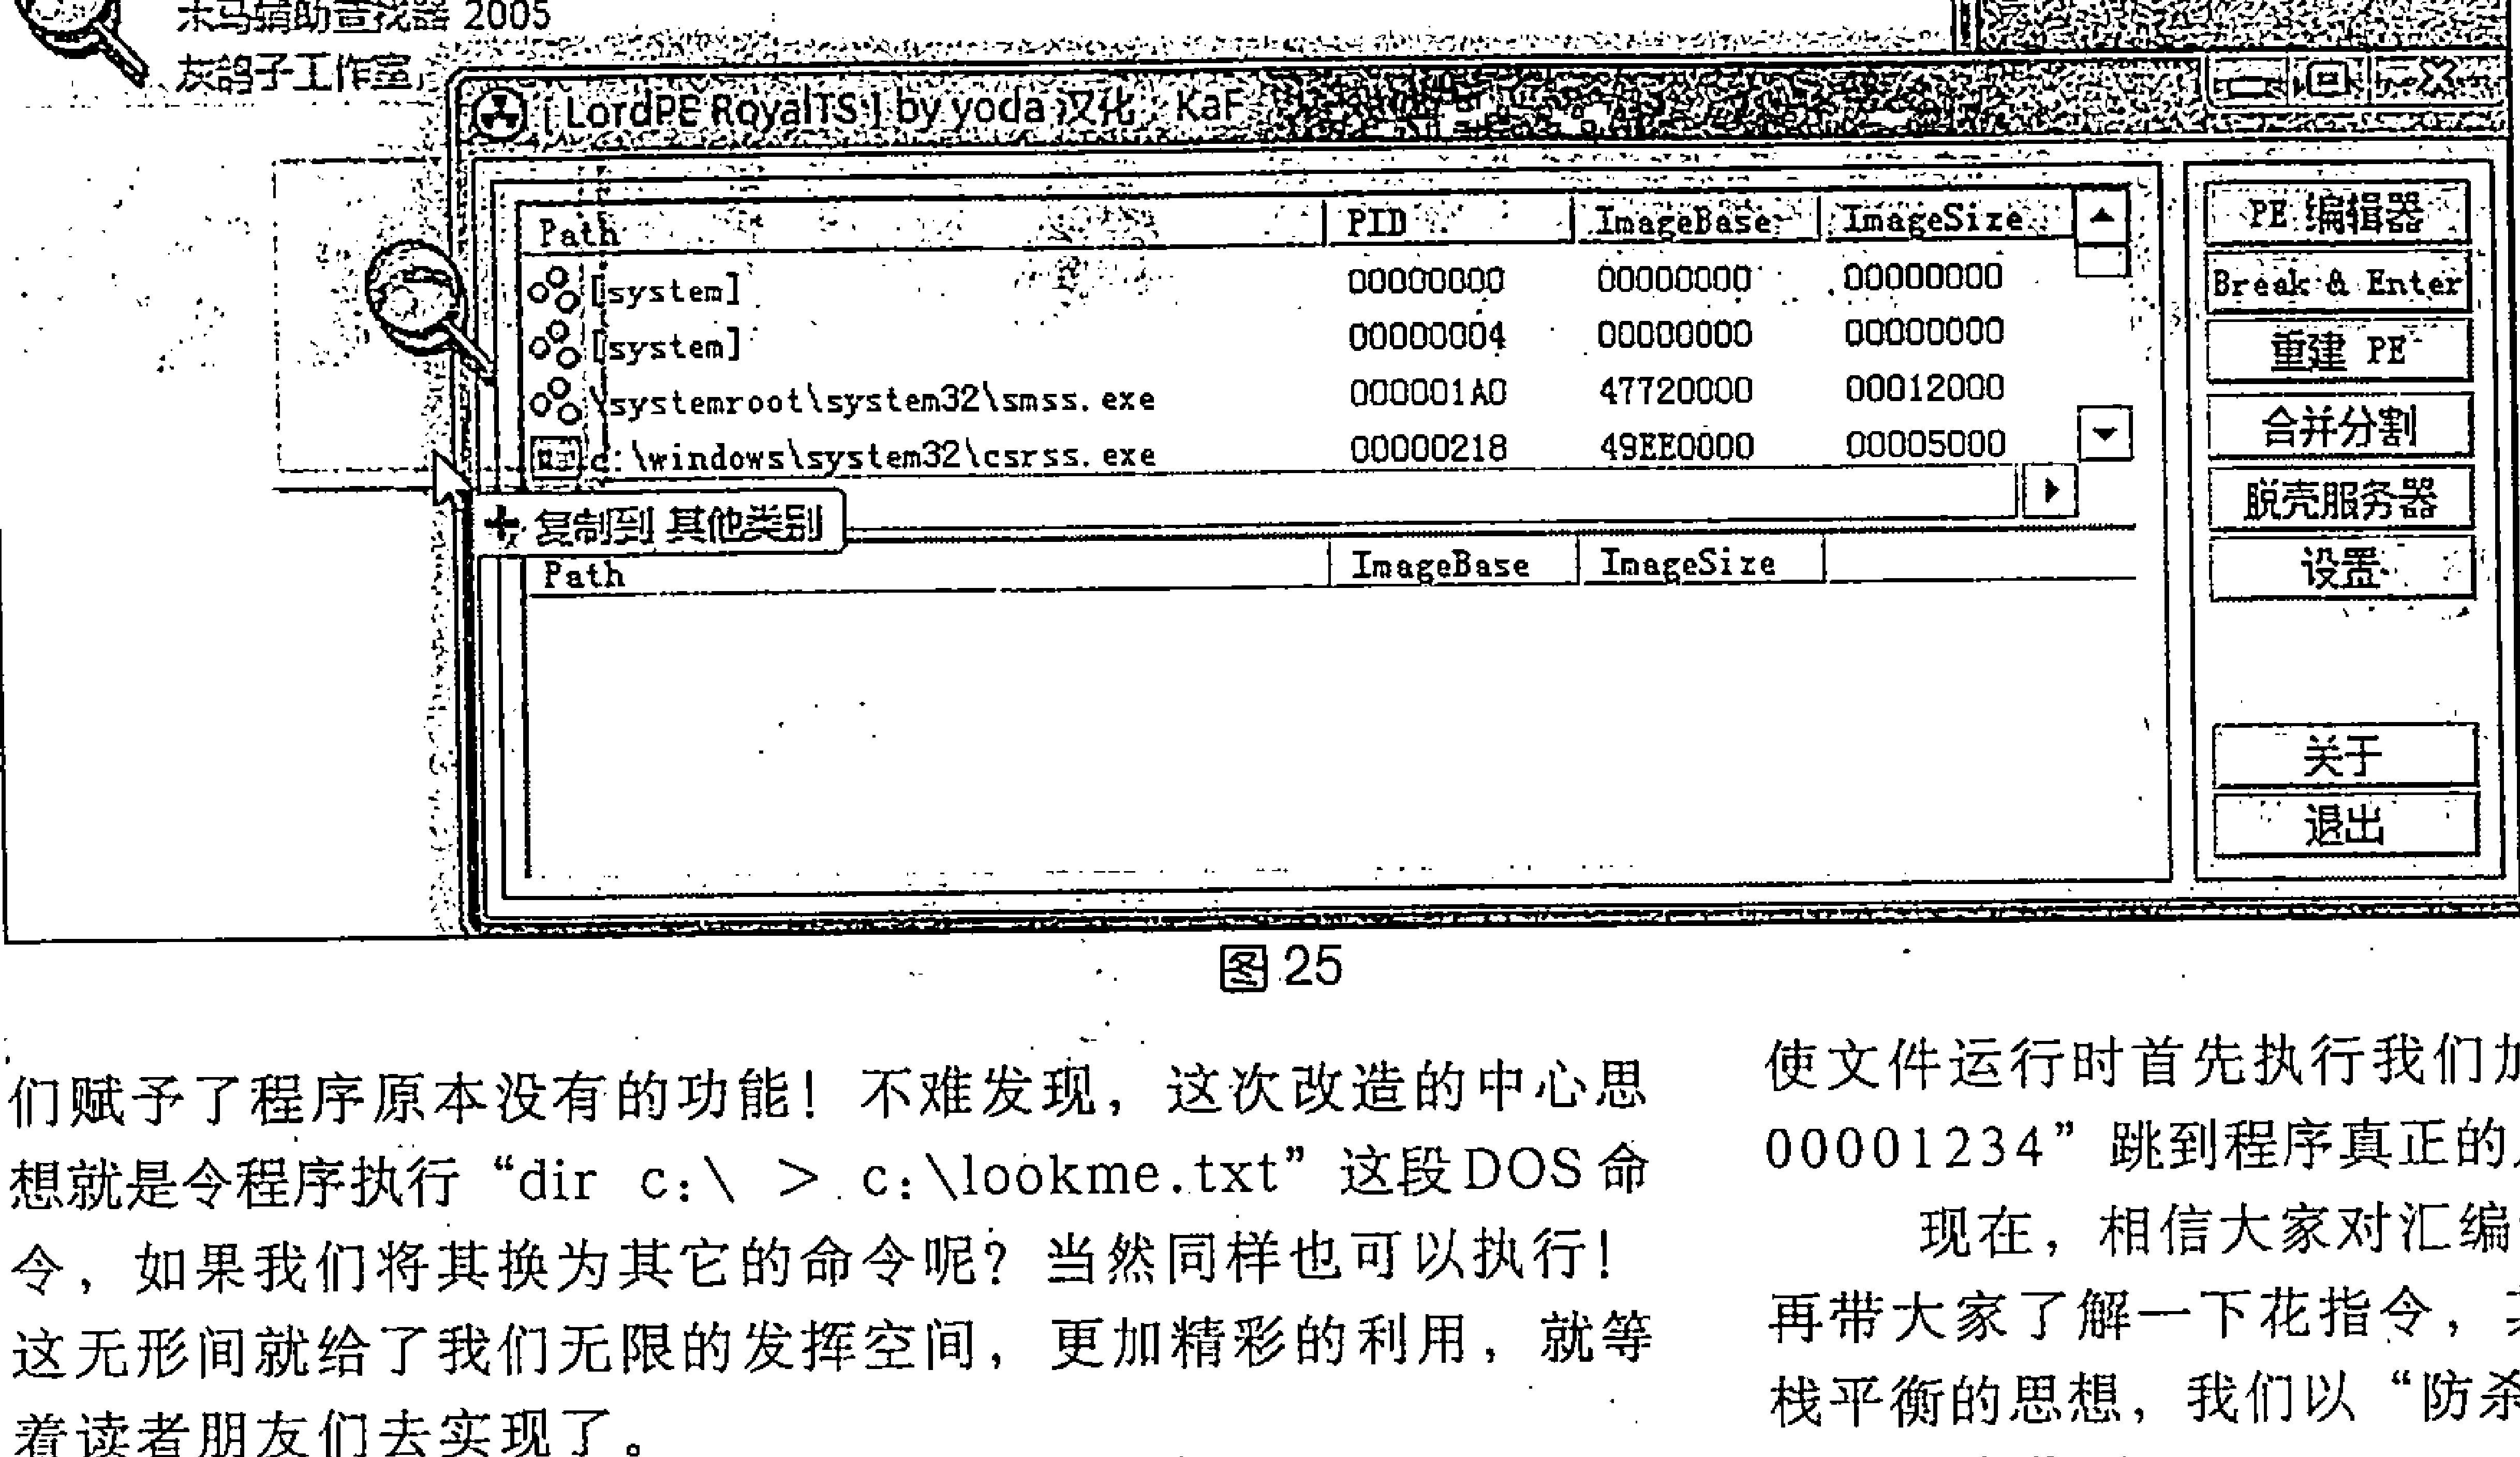 木马辅助查找器 2005
灰鸽子工作室
[ LordPE RoyalTS ] by yoda 汉化 KaF
Path PID ImageBase ImageSize
[system] 00000000 00000000 00000000
[system] 00000004 00000000 00000000
\systemroot\system32\smss.exe 000001A0 47720000 00012000
c:\windows\system32\csrss.exe 00000218 49EE0000 00005000
复制到 其他类别
Path ImageBase ImageSize
PE 编辑器
Break & Enter
重建 PE
合并分割
脱壳服务器
设置
关于
退出
图 25
们赋予了程序原本没有的功能！不难发现，这次改造的中心思
想就是令程序执行“dir c:\ > c:\lookme.txt”这段DOS命
令，如果我们将其换为其它的命令呢？当然同样也可以执行！
这无形间就给了我们无限的发挥空间，更加精彩的利用，就等
着读者朋友们去实现了。
使文件运行时首先执行我们加
00001234”跳到程序真正的
现在，相信大家对汇编
再带大家了解一下花指令，
栈平衡的思想，我们以“防杀